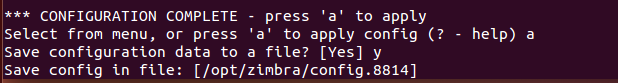 *** CONFIGURATION COMPLETE - press 'a' to apply
Select from menu, or press 'a' to apply config (? - help) a
Save configuration data to a file? [Yes] y
Save config in file: [/opt/zimbra/config.8814]